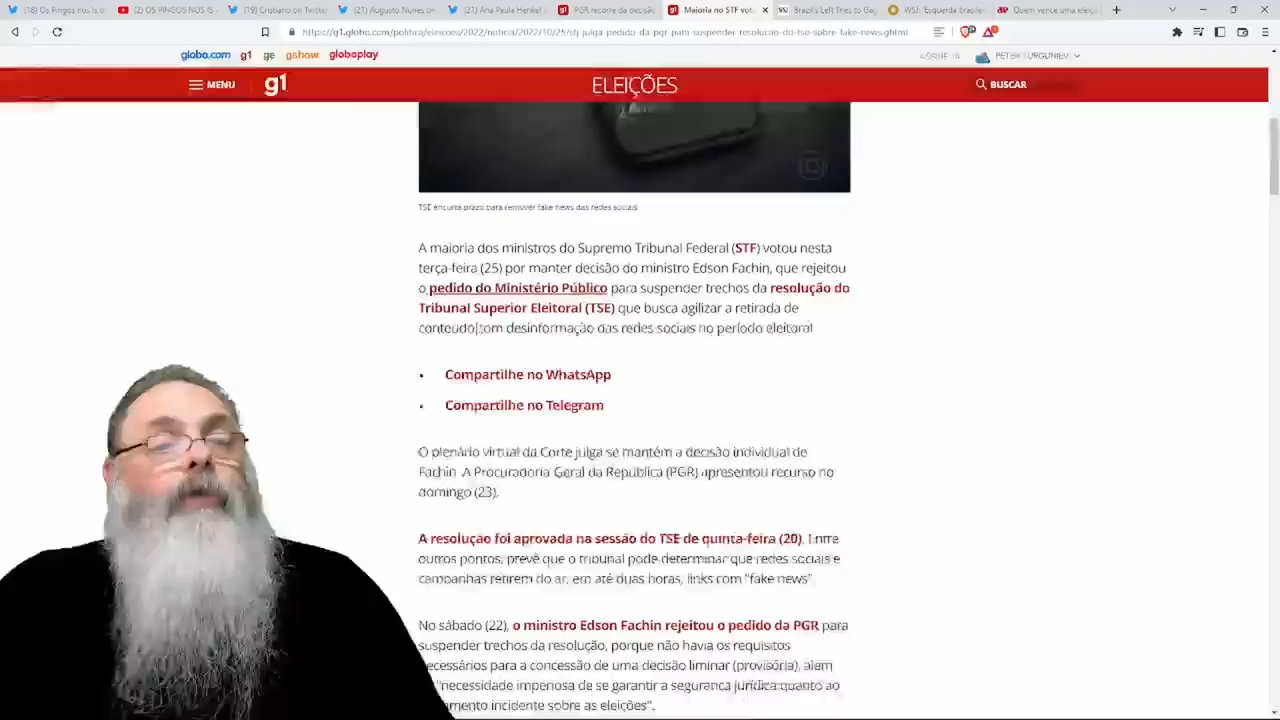 (18) Os Pingos nos Is o
(2) OS PINGOS NOS IS -
(19) Cristiano on Twitter
(21) Augusto Nunes on
(21) Ana Paula Henkel
PGR recorre da decisão
Maioria no STF vot
Brazil's Left Tries to Gag
WSJ: 'Esquerda brasilei
Quem vence uma eleiç
https://g1.globo.com/politica/eleicoes/2022/noticia/2022/10/25/stj-julga-pedido-da-pgr-para-suspender-resolucao-do-tse-sobre-fake-news.ghtml
globo.com g1 ge gshow globoplay
ASSINE JÁ
PETER TURGUNIEV
MENU
g1
ELEIÇÕES
BUSCAR
TSE encurta prazo para remover fake news das redes sociais
A maioria dos ministros do Supremo Tribunal Federal (STF) votou nesta
terça-feira (25) por manter decisão do ministro Edson Fachin, que rejeitou
o pedido do Ministério Público para suspender trechos da resolução do
Tribunal Superior Eleitoral (TSE) que busca agilizar a retirada de
conteúdo com desinformação das redes sociais no período eleitoral
Compartilhe no WhatsApp
Compartilhe no Telegram
O plenário virtual da Corte julga se mantém a decisão individual de
Fachin. A Procuradoria Geral da República (PGR) apresentou recurso no
domingo (23).
A resolução foi aprovada na sessão do TSE de quinta-feira (20). Entre
outros pontos, prevê que o tribunal pode determinar que redes sociais e
campanhas retirem do ar, em até duas horas, links com "fake news".
No sábado (22), o ministro Edson Fachin rejeitou o pedido da PGR para
suspender trechos da resolução, porque não havia os requisitos
necessários para a concessão de uma decisão liminar (provisória), além
"necessidade imperiosa de se garantir a segurança jurídica quanto ao
amento incidente sobre as eleições".